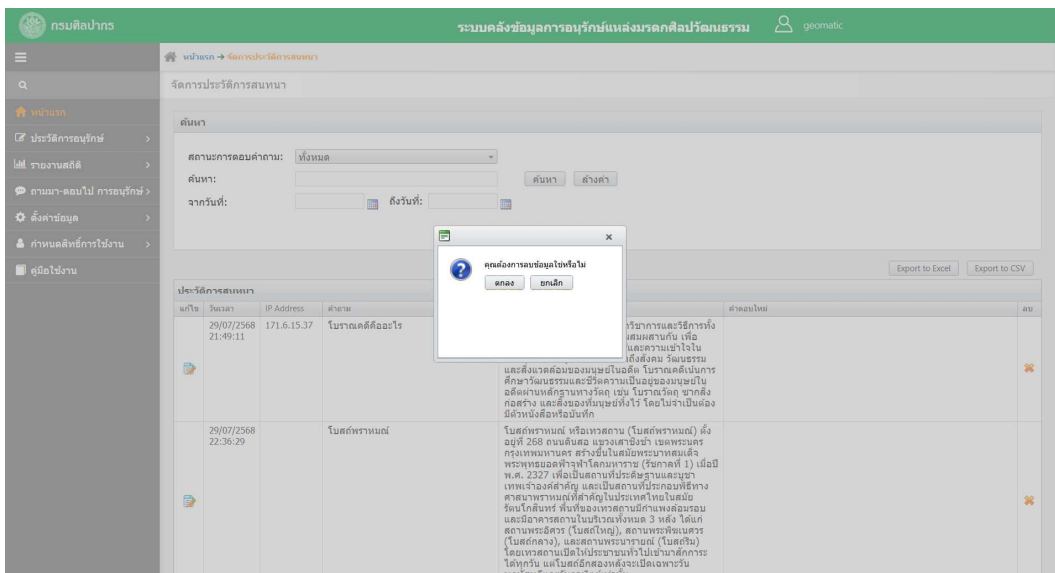 กรมศิลปากร
ระบบคลังข้อมูลการอนุรักษ์แหล่งมรดกศิลปวัฒนธรรม
geomatic
หน้าแรก → จัดการประวัติการสนทนา
จัดการประวัติการสนทนา
หน้าแรก
ประวัติการอนุรักษ์
รายงานสถิติ
ถามมา-ตอบไป การอนุรักษ์
ตั้งค่าข้อมูล
กำหนดสิทธิ์การใช้งาน
คู่มือใช้งาน
ค้นหา
สถานะการตอบคำถาม: ทั้งหมด
ค้นหา:
ค้นหา ล้างค่า
จากวันที่: ถึงวันที่:
คุณต้องการลบข้อมูลใช่หรือไม่
ตกลง ยกเลิก
Export to Excel Export to CSV
ประวัติการสนทนา
แก้ไข วันเวลา IP Address คำถาม คำตอบใหม่ ลบ
29/07/2568 21:49:11
171.6.15.37
โบราณคดีคืออะไร
วิชาการและวิธีการทั้ง
ผสมผสานกัน เพื่อ
และความเข้าใจใน
ถึงสังคม วัฒนธรรม
และสิ่งแวดล้อมของมนุษย์ในอดีต โบราณคดีเน้นการ
ศึกษาวัฒนธรรมและชีวิตความเป็นอยู่ของมนุษย์ใน
อดีตผ่านหลักฐานทางวัตถุ เช่น โบราณวัตถุ ซากสิ่ง
ก่อสร้าง และสิ่งของที่มนุษย์ทิ้งไว้ โดยไม่จำเป็นต้อง
มีตัวหนังสือหรือบันทึก
29/07/2568 22:36:29
โบสถ์พราหมณ์
โบสถ์พราหมณ์ หรือเทวสถาน (โบสถ์พราหมณ์) ตั้ง
อยู่ที่ 268 ถนนดินสอ แขวงเสาชิงช้า เขตพระนคร
กรุงเทพมหานคร สร้างขึ้นในสมัยพระบาทสมเด็จ
พระพุทธยอดฟ้าจุฬาโลกมหาราช (รัชกาลที่ 1) เมื่อปี
พ.ศ. 2327 เพื่อเป็นสถานที่ประดิษฐานและบูชา
เทพเจ้าองค์สำคัญ และเป็นสถานที่ประกอบพิธีทาง
ศาสนาพราหมณ์ที่สำคัญในประเทศไทยในสมัย
รัตนโกสินทร์ พื้นที่ของเทวสถานมีกำแพงล้อมรอบ
และมีอาคารสถานในบริเวณทั้งหมด 3 หลัง ได้แก่
สถานพระอิศวร (โบสถ์ใหญ่), สถานพระพิฆเนศวร
(โบสถ์กลาง), และสถานพระนารายณ์ (โบสถ์ริม)
โดยเทวสถานเปิดให้ประชาชนทั่วไปเข้ามาสักการะ
ได้ทุกวัน แต่โบสถ์อีกสองหลังจะเปิดเฉพาะวัน